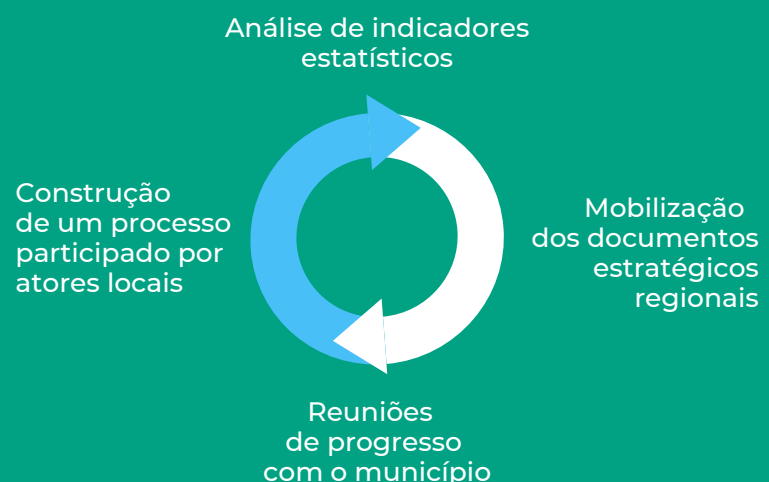 Análise de indicadores
estatísticos
Construção
de um processo
participado por
atores locais
Mobilização
dos documentos
estratégicos
regionais
Reuniões
de progresso
com o município